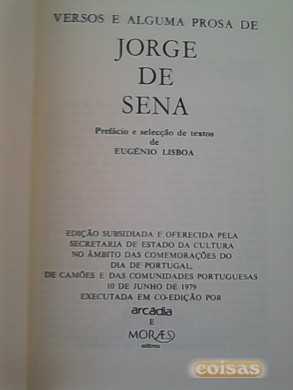 VERSOS E ALGUMA PROSA DE
JORGE
DE
SENA
Prefácio e selecção de textos
de
EUGÉNIO LISBOA
EDIÇÃO SUBSIDIADA E OFERECIDA PELA
SECRETARIA DE ESTADO DA CULTURA
NO ÂMBITO DAS COMEMORAÇÕES DO
DIA DE PORTUGAL,
DE CAMÕES E DAS COMUNIDADES PORTUGUESAS
10 DE JUNHO DE 1979
EXECUTADA EM CO-EDIÇÃO POR
arcádia
E
MORÆS
editores
coisas